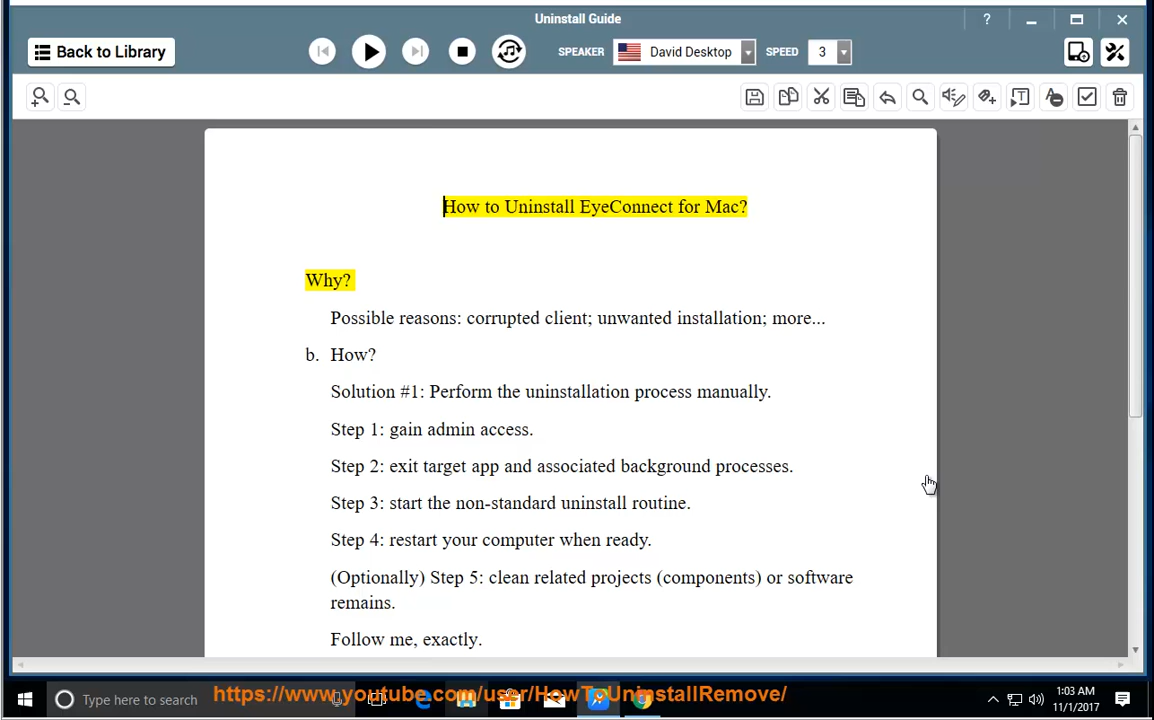 Uninstall Guide
?
Back to Library
SPEAKER
David Desktop
SPEED
3
How to Uninstall EyeConnect for Mac?
Why?
Possible reasons: corrupted client; unwanted installation; more...
b. How?
Solution #1: Perform the uninstallation process manually.
Step 1: gain admin access.
Step 2: exit target app and associated background processes.
Step 3: start the non-standard uninstall routine.
Step 4: restart your computer when ready.
(Optionally) Step 5: clean related projects (components) or software
remains.
Follow me, exactly.
Type here to search
https://www.youtube.com/user/HowToUninstallRemove/
1:03 AM
11/1/2017